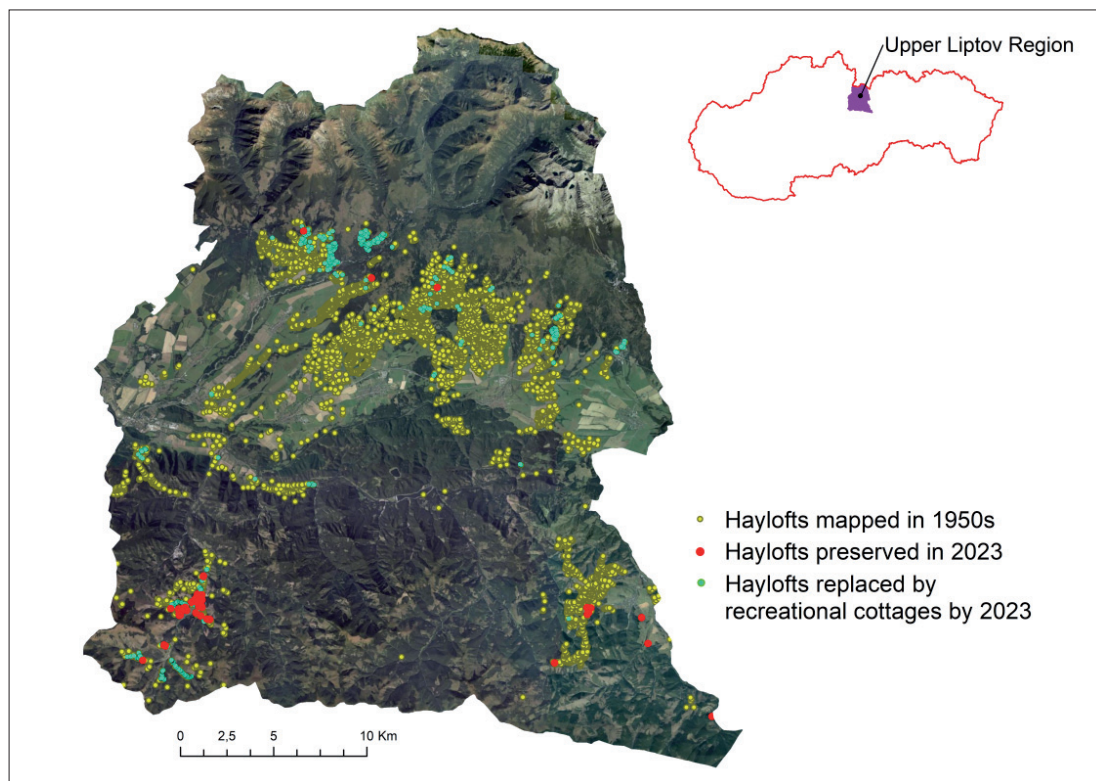 Upper Liptov Region
Haylofts mapped in 1950s
Haylofts preserved in 2023
Haylofts replaced by
recreational cottages by 2023
0 2,5 5 10 Km